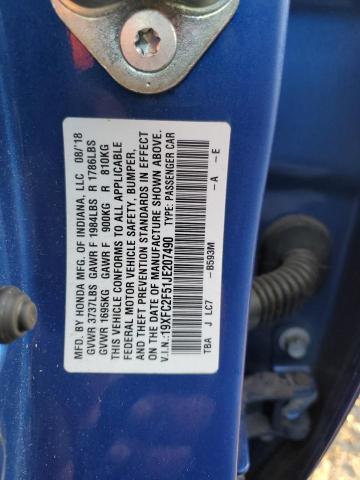 MFD. BY HONDA MFG. OF INDIANA, LLC 08/'18
GVWR 3737LBS GAWR F 1984LBS R 1786LBS
GVWR 1695KG GAWR F 900KG R 810KG
THIS VEHICLE CONFORMS TO ALL APPLICABLE
FEDERAL MOTOR VEHICLE SAFETY, BUMPER,
AND THEFT PREVENTION STANDARDS IN EFFECT
ON THE DATE OF MANUFACTURE SHOWN ABOVE.
V.I.N.:19XFC2F51JE207490 TYPE: PASSENGER CAR
TBA J LC7 -B593M -A -E